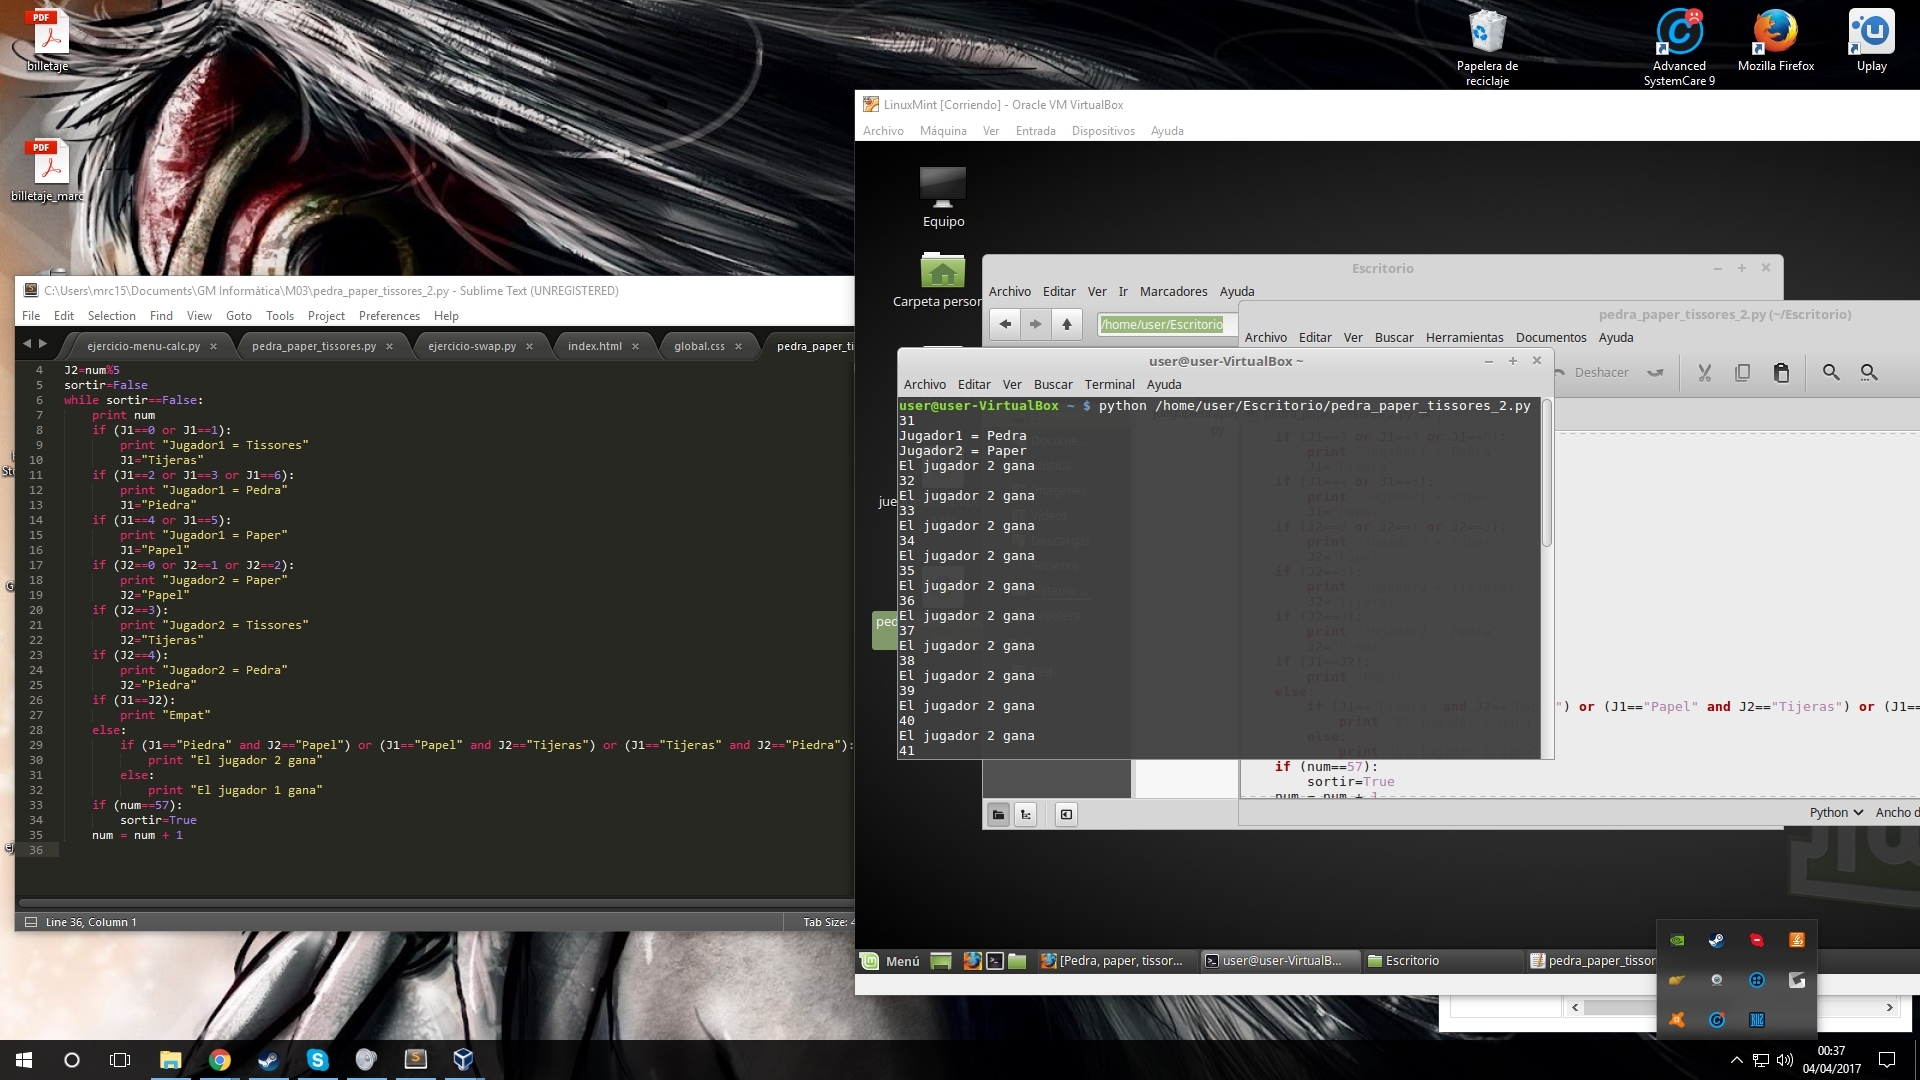 billetaje
billetaje_marc
Papelera de
reciclaje
Advanced
SystemCare 9
Mozilla Firefox
Uplay
C:\Users\mrc15\Documents\GM Informàtica\M03\pedra_paper_tissores_2.py - Sublime Text (UNREGISTERED)
File Edit Selection Find View Goto Tools Project Preferences Help
ejercicio-menu-calc.py pedra_paper_tissores.py ejercicio-swap.py index.html global.css pedra_paper_ti
4 J2=num%5
5 sortir=False
6 while sortir==False:
7 print num
8 if (J1==0 or J1==1):
9 print "Jugador1 = Tissores"
10 J1="Tijeras"
11 if (J1==2 or J1==3 or J1==6):
12 print "Jugador1 = Pedra"
13 J1="Piedra"
14 if (J1==4 or J1==5):
15 print "Jugador1 = Paper"
16 J1="Papel"
17 if (J2==0 or J2==1 or J2==2):
18 print "Jugador2 = Paper"
19 J2="Papel"
20 if (J2==3):
21 print "Jugador2 = Tissores"
22 J2="Tijeras"
23 if (J2==4):
24 print "Jugador2 = Pedra"
25 J2="Piedra"
26 if (J1==J2):
27 print "Empat"
28 else:
29 if (J1=="Piedra" and J2=="Papel") or (J1=="Papel" and J2=="Tijeras") or (J1=="Tijeras" and J2=="Piedra"):
30 print "El jugador 2 gana"
31 else:
32 print "El jugador 1 gana"
33 if (num==57):
34 sortir=True
35 num = num + 1
36
Line 36, Column 1 Tab Size: 4
LinuxMint [Corriendo] - Oracle VM VirtualBox
Archivo Máquina Ver Entrada Dispositivos Ayuda
Equipo
Carpeta person
jue
ped
Escritorio
Archivo Editar Ver Ir Marcadores Ayuda
/home/user/Escritorio
pedra_paper_tissores_2.py (~/Escritorio)
Archivo Editar Ver Buscar Herramientas Documentos Ayuda
Deshacer
") or (J1=="Papel" and J2=="Tijeras") or (J1==
if (num==57):
sortir=True
num = num + 1
Python Ancho d
user@user-VirtualBox ~
Archivo Editar Ver Buscar Terminal Ayuda
user@user-VirtualBox ~ $ python /home/user/Escritorio/pedra_paper_tissores_2.py
31
Jugador1 = Pedra
Jugador2 = Paper
El jugador 2 gana
32
El jugador 2 gana
33
El jugador 2 gana
34
El jugador 2 gana
35
El jugador 2 gana
36
El jugador 2 gana
37
El jugador 2 gana
38
El jugador 2 gana
39
El jugador 2 gana
40
El jugador 2 gana
41
Menú [Pedra, paper, tissor... user@user-VirtualB... Escritorio pedra_paper_tissor
00:37
04/04/2017